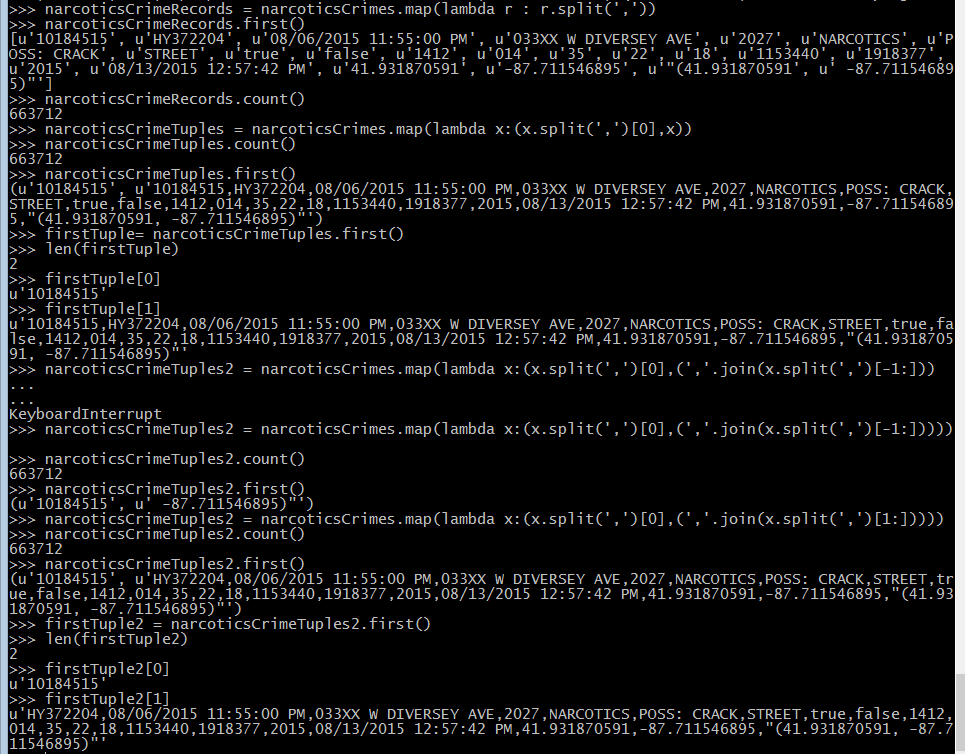 >>> narcoticsCrimeRecords = narcoticsCrimes.map(lambda r : r.split(','))
>>> narcoticsCrimeRecords.first()
[u'10184515', u'HY372204', u'08/06/2015 11:55:00 PM', u'033XX W DIVERSEY AVE', u'2027', u'NARCOTICS', u'P
OSS: CRACK', u'STREET', u'true', u'false', u'1412', u'014', u'35', u'22', u'18', u'1153440', u'1918377',
u'2015', u'08/13/2015 12:57:42 PM', u'41.931870591', u'-87.711546895', u'"(41.931870591', u' -87.71154689
5)"']
>>> narcoticsCrimeRecords.count()
663712
>>> narcoticsCrimeTuples = narcoticsCrimes.map(lambda x:(x.split(',')[0],x))
>>> narcoticsCrimeTuples.count()
663712
>>> narcoticsCrimeTuples.first()
(u'10184515', u'10184515,HY372204,08/06/2015 11:55:00 PM,033XX W DIVERSEY AVE,2027,NARCOTICS,POSS: CRACK,
STREET,true,false,1412,014,35,22,18,1153440,1918377,2015,08/13/2015 12:57:42 PM,41.931870591,-87.71154689
5,"(41.931870591, -87.711546895)"')
>>> firstTuple= narcoticsCrimeTuples.first()
>>> len(firstTuple)
2
>>> firstTuple[0]
u'10184515'
>>> firstTuple[1]
u'10184515,HY372204,08/06/2015 11:55:00 PM,033XX W DIVERSEY AVE,2027,NARCOTICS,POSS: CRACK,STREET,true,fa
lse,1412,014,35,22,18,1153440,1918377,2015,08/13/2015 12:57:42 PM,41.931870591,-87.711546895,"(41.9318705
91, -87.711546895)"'
>>> narcoticsCrimeTuples2 = narcoticsCrimes.map(lambda x:(x.split(',')[0],(','.join(x.split(',')[-1:]))
...
...
KeyboardInterrupt
>>> narcoticsCrimeTuples2 = narcoticsCrimes.map(lambda x:(x.split(',')[0],(','.join(x.split(',')[-1:]))))
>>> narcoticsCrimeTuples2.count()
663712
>>> narcoticsCrimeTuples2.first()
(u'10184515', u' -87.711546895)"')
>>> narcoticsCrimeTuples2 = narcoticsCrimes.map(lambda x:(x.split(',')[0],(','.join(x.split(',')[1:]))))
>>> narcoticsCrimeTuples2.count()
663712
>>> narcoticsCrimeTuples2.first()
(u'10184515', u'HY372204,08/06/2015 11:55:00 PM,033XX W DIVERSEY AVE,2027,NARCOTICS,POSS: CRACK,STREET,tr
ue,false,1412,014,35,22,18,1153440,1918377,2015,08/13/2015 12:57:42 PM,41.931870591,-87.711546895,"(41.93
1870591, -87.711546895)"')
>>> firstTuple2 = narcoticsCrimeTuples2.first()
>>> len(firstTuple2)
2
>>> firstTuple2[0]
u'10184515'
>>> firstTuple2[1]
u'HY372204,08/06/2015 11:55:00 PM,033XX W DIVERSEY AVE,2027,NARCOTICS,POSS: CRACK,STREET,true,false,1412,
014,35,22,18,1153440,1918377,2015,08/13/2015 12:57:42 PM,41.931870591,-87.711546895,"(41.931870591, -87.7
11546895)"'